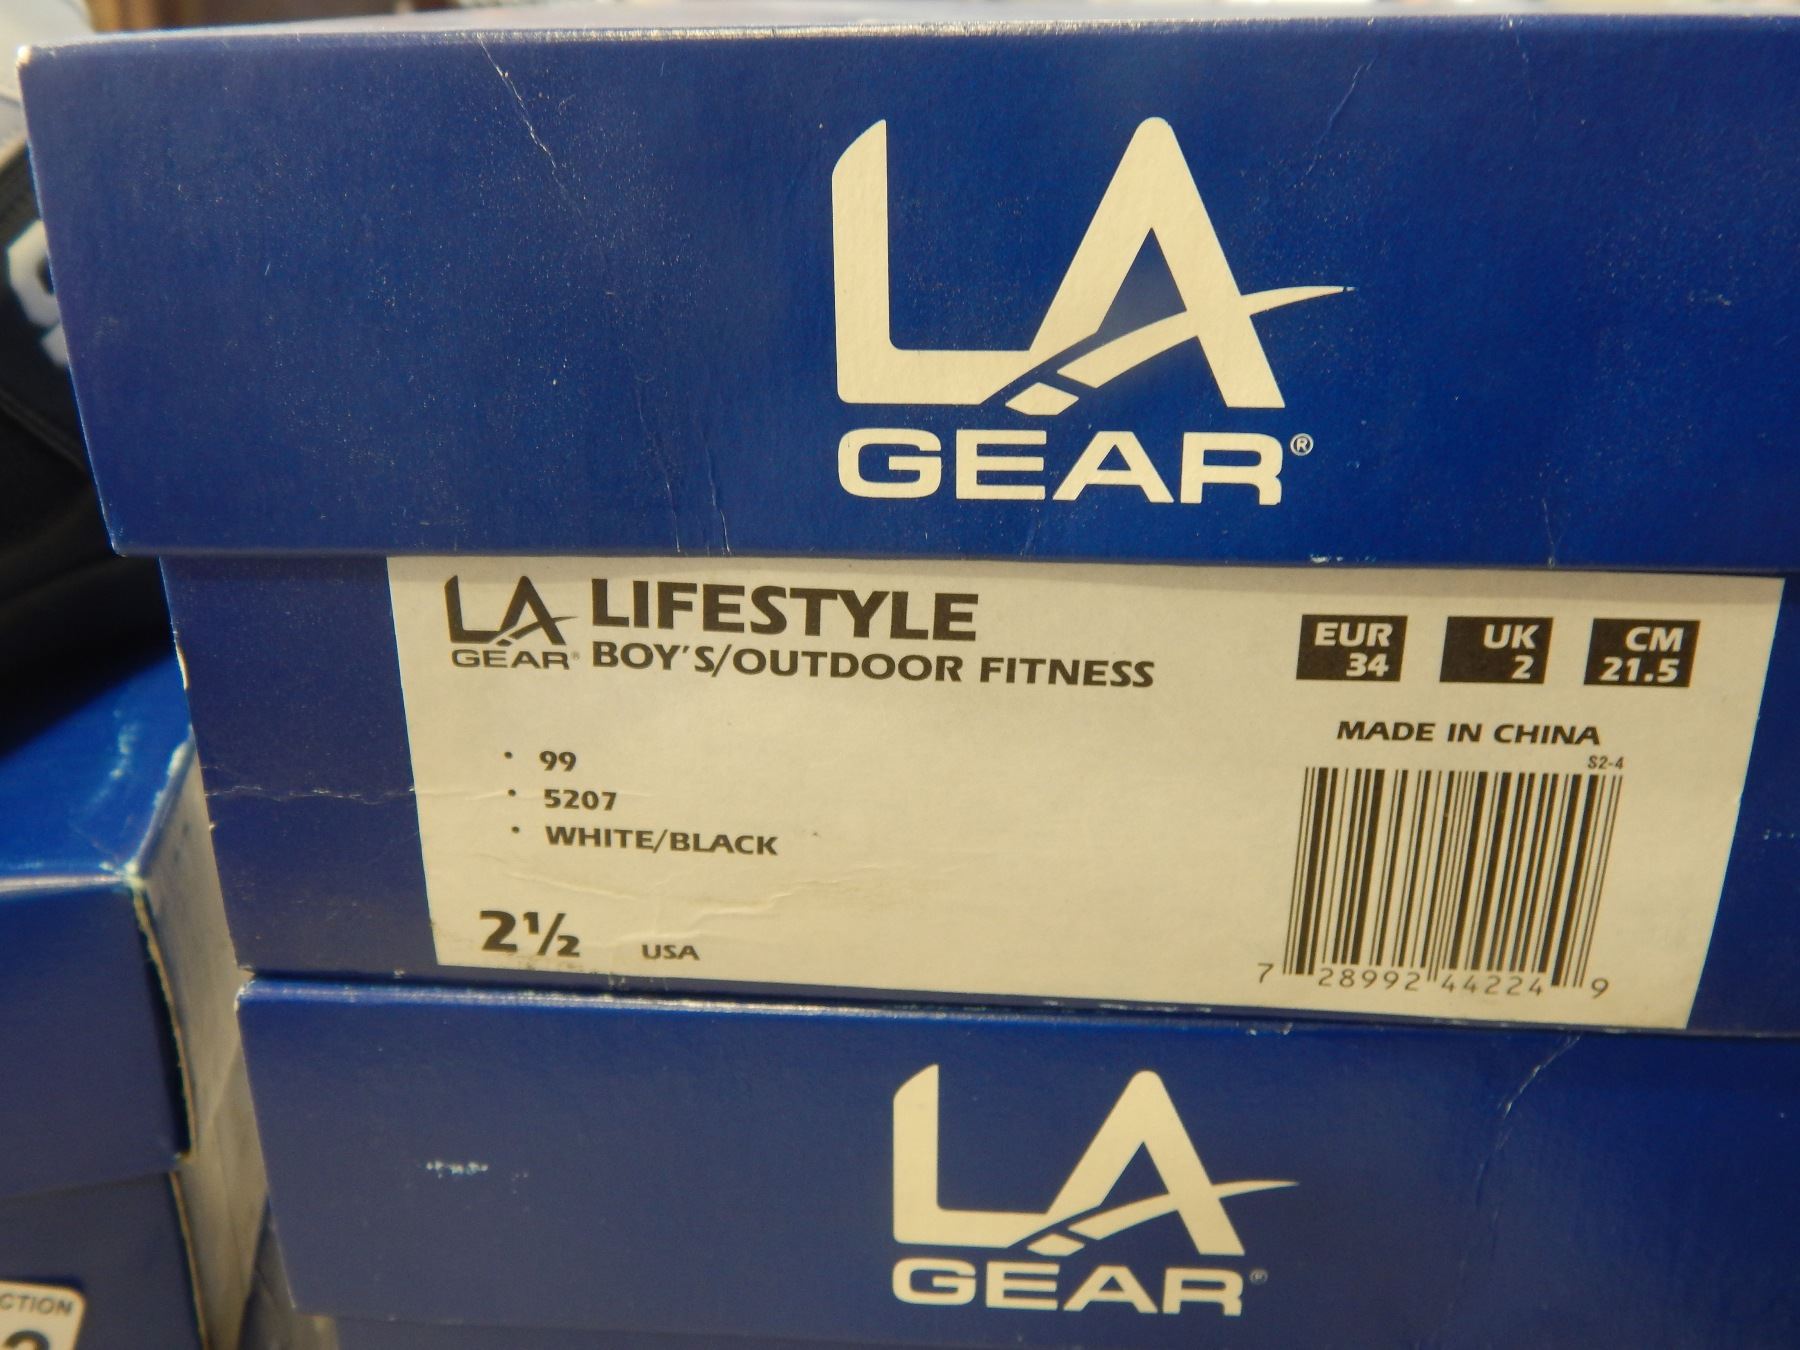 LA
GEAR®
LA
GEAR®
LIFESTYLE
BOY'S/OUTDOOR FITNESS
EUR
34
UK
2
CM
21.5
MADE IN CHINA
S2-4
• 99
• 5207
• WHITE/BLACK
2½ USA
7 28992 44224 9
LA
GEAR®